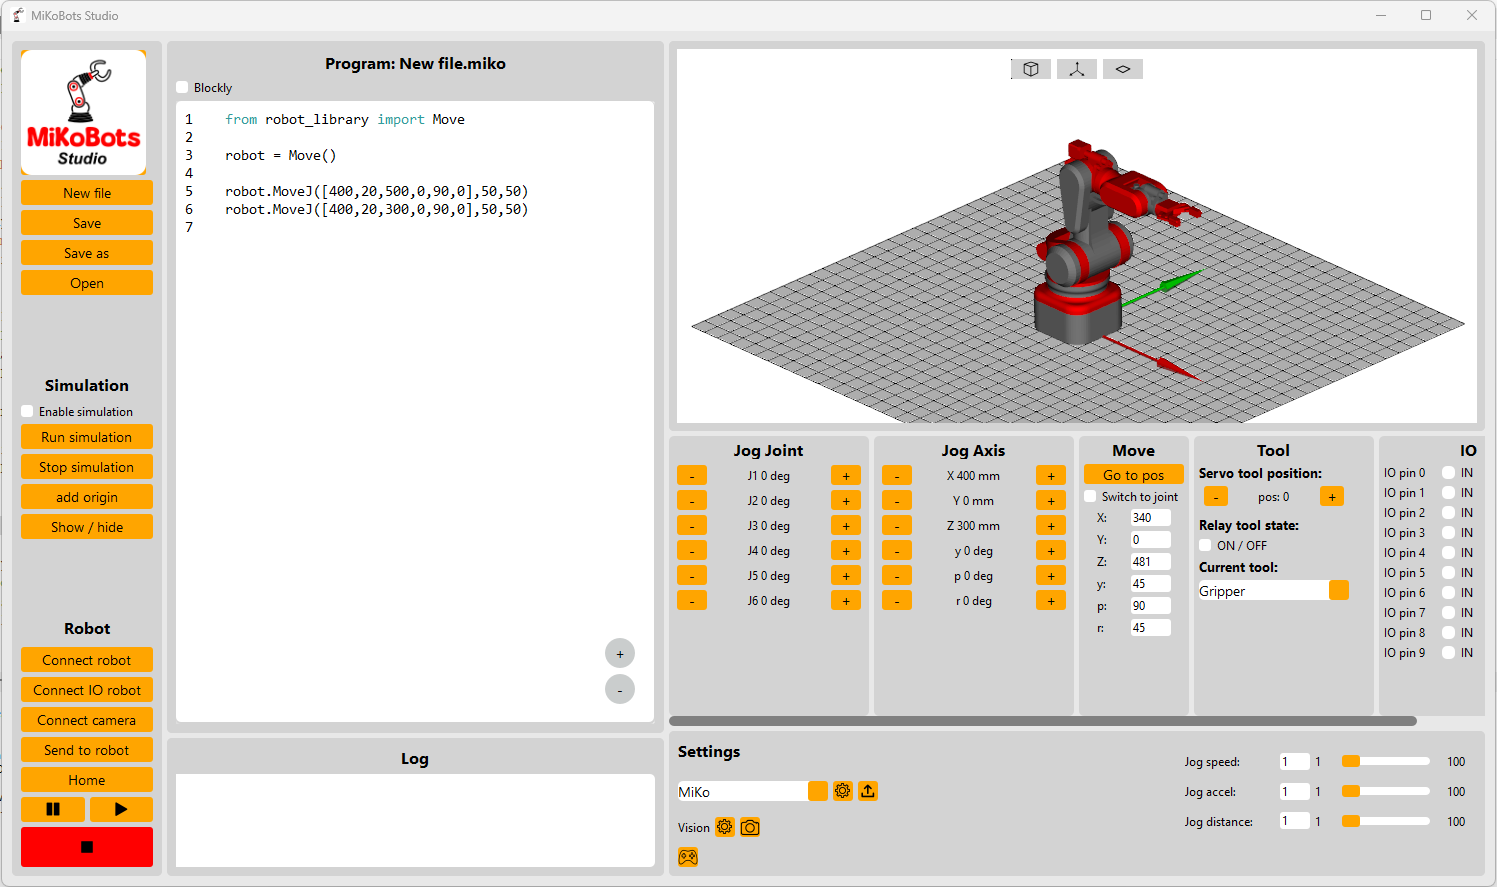 MiKoBots Studio
MiKoBots
Studio
New file
Save
Save as
Open
Simulation
Enable simulation
Run simulation
Stop simulation
add origin
Show / hide
Robot
Connect robot
Connect IO robot
Connect camera
Send to robot
Home
Program: New file.miko
Blockly
1 from robot_library import Move
2
3 robot = Move()
4
5 robot.MoveJ([400,20,500,0,90,0],50,50)
6 robot.MoveJ([400,20,300,0,90,0],50,50)
7
+
-
Log
Jog Joint
- J1 0 deg +
- J2 0 deg +
- J3 0 deg +
- J4 0 deg +
- J5 0 deg +
- J6 0 deg +
Jog Axis
- X 400 mm +
- Y 0 mm +
- Z 300 mm +
- y 0 deg +
- p 0 deg +
- r 0 deg +
Move
Go to pos
Switch to joint
X: 340
Y: 0
Z: 481
y: 45
p: 90
r: 45
Tool
Servo tool position:
- pos: 0 +
Relay tool state:
ON / OFF
Current tool:
Gripper
IO
IO pin 0 IN
IO pin 1 IN
IO pin 2 IN
IO pin 3 IN
IO pin 4 IN
IO pin 5 IN
IO pin 6 IN
IO pin 7 IN
IO pin 8 IN
IO pin 9 IN
Settings
MiKo
Vision
Jog speed: 1 1 100
Jog accel: 1 1 100
Jog distance: 1 1 100